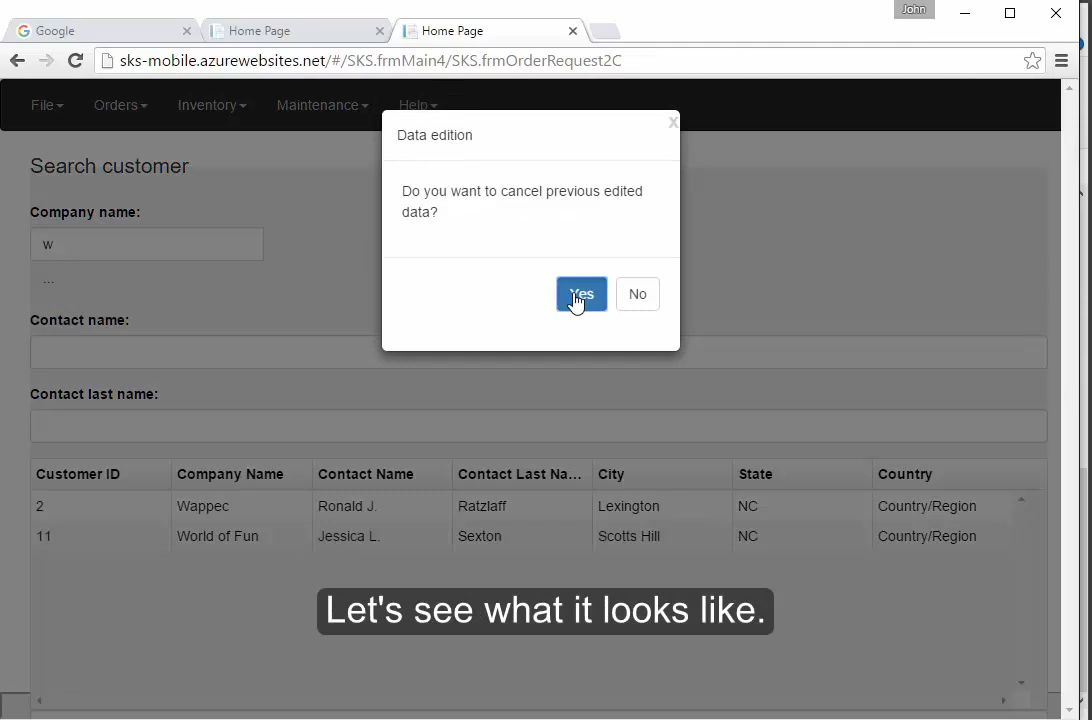 John
Google
Home Page
Home Page
sks-mobile.azurewebsites.net/#/SKS.frmMain4/SKS.frmOrderRequest2C
File Orders Inventory Maintenance Help
Data edition
x
Do you want to cancel previous edited
data?
Yes No
Search customer
Company name:
w
...
Contact name:
Contact last name:
Customer ID Company Name Contact Name Contact Last Na... City State Country
2 Wappec Ronald J. Ratzlaff Lexington NC Country/Region
11 World of Fun Jessica L. Sexton Scotts Hill NC Country/Region
Let's see what it looks like.